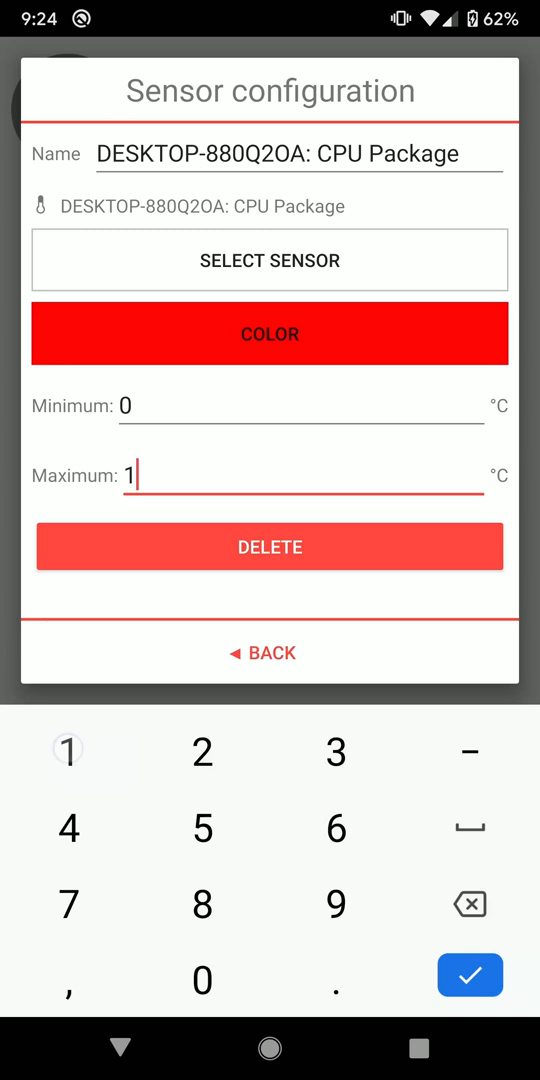 9:24 62%
Sensor configuration
Name DESKTOP-880Q2OA: CPU Package
DESKTOP-880Q2OA: CPU Package
SELECT SENSOR
COLOR
Minimum: 0 °C
Maximum: 1 °C
DELETE
◄ BACK
1 2 3 -
4 5 6
7 8 9
, 0 .